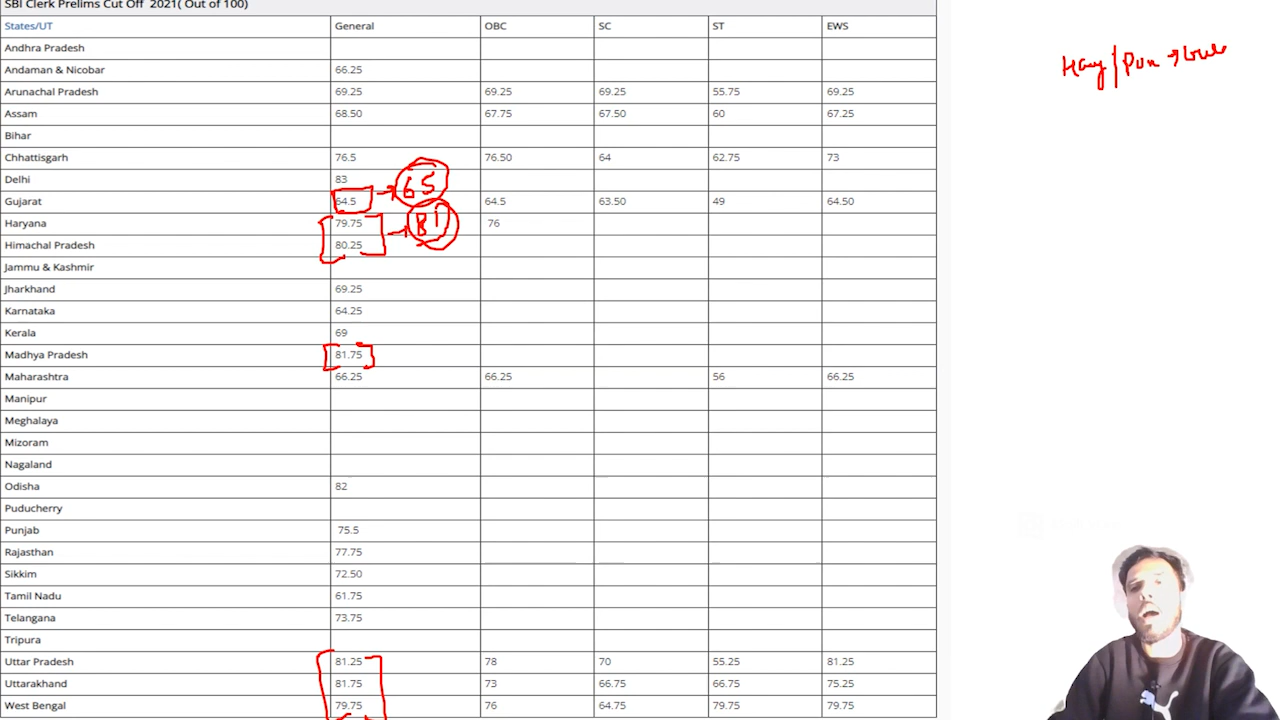 SBI Clerk Prelims Cut Off 2021( Out of 100)
States/UT General OBC SC ST EWS
Andhra Pradesh
Andaman & Nicobar 66.25
Arunachal Pradesh 69.25 69.25 69.25 55.75 69.25
Assam 68.50 67.75 67.50 60 67.25
Bihar
Chhattisgarh 76.5 76.50 64 62.75 73
Delhi 83
65
Gujarat 64.5 64.5 63.50 49 64.50
Haryana 79.75 76
81
Himachal Pradesh 80.25
Jammu & Kashmir
Jharkhand 69.25
Karnataka 64.25
Kerala 69
Madhya Pradesh 81.75
Maharashtra 66.25 66.25 56 66.25
Manipur
Meghalaya
Mizoram
Nagaland
Odisha 82
Puducherry
Punjab 75.5
Rajasthan 77.75
Sikkim 72.50
Tamil Nadu 61.75
Telangana 73.75
Tripura
Uttar Pradesh 81.25 78 70 55.25 81.25
Uttarakhand 81.75 73 66.75 66.75 75.25
West Bengal 79.75 76 64.75 79.75 79.75